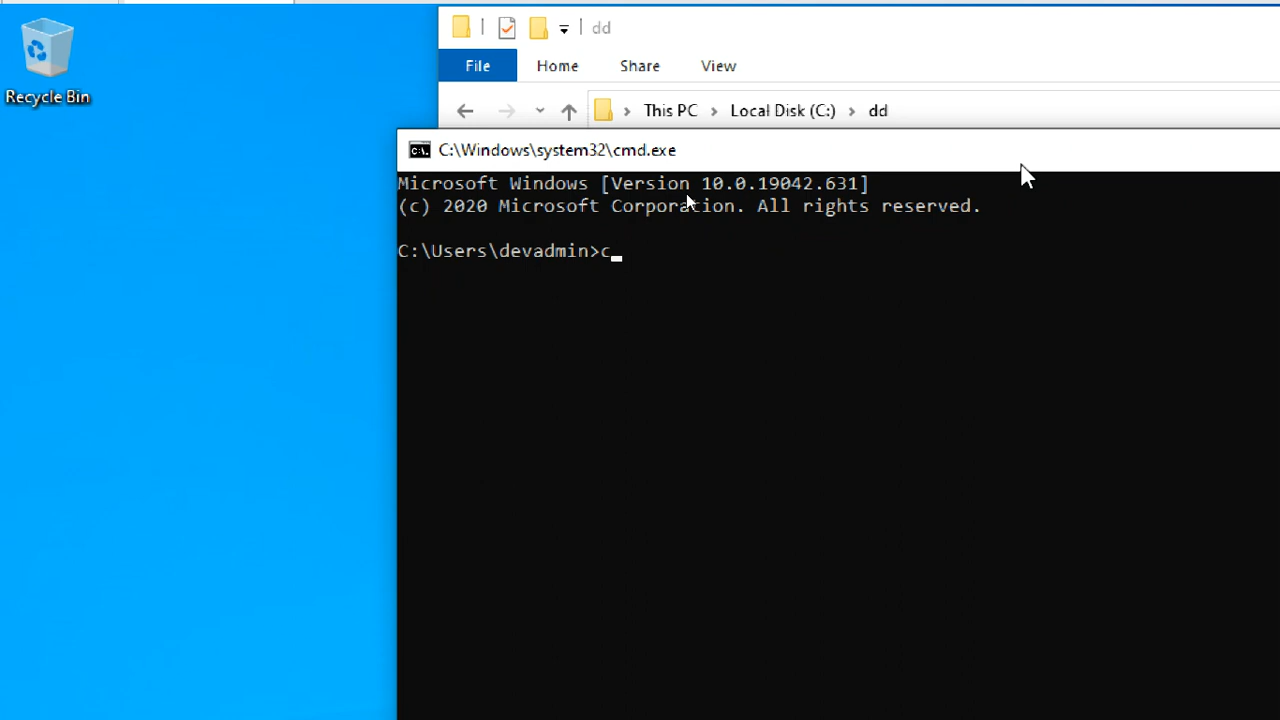 dd
File Home Share View
This PC > Local Disk (C:) > dd
Recycle Bin
C:\Windows\system32\cmd.exe
Microsoft Windows [Version 10.0.19042.631]
(c) 2020 Microsoft Corporation. All rights reserved.
C:\Users\devadmin>c